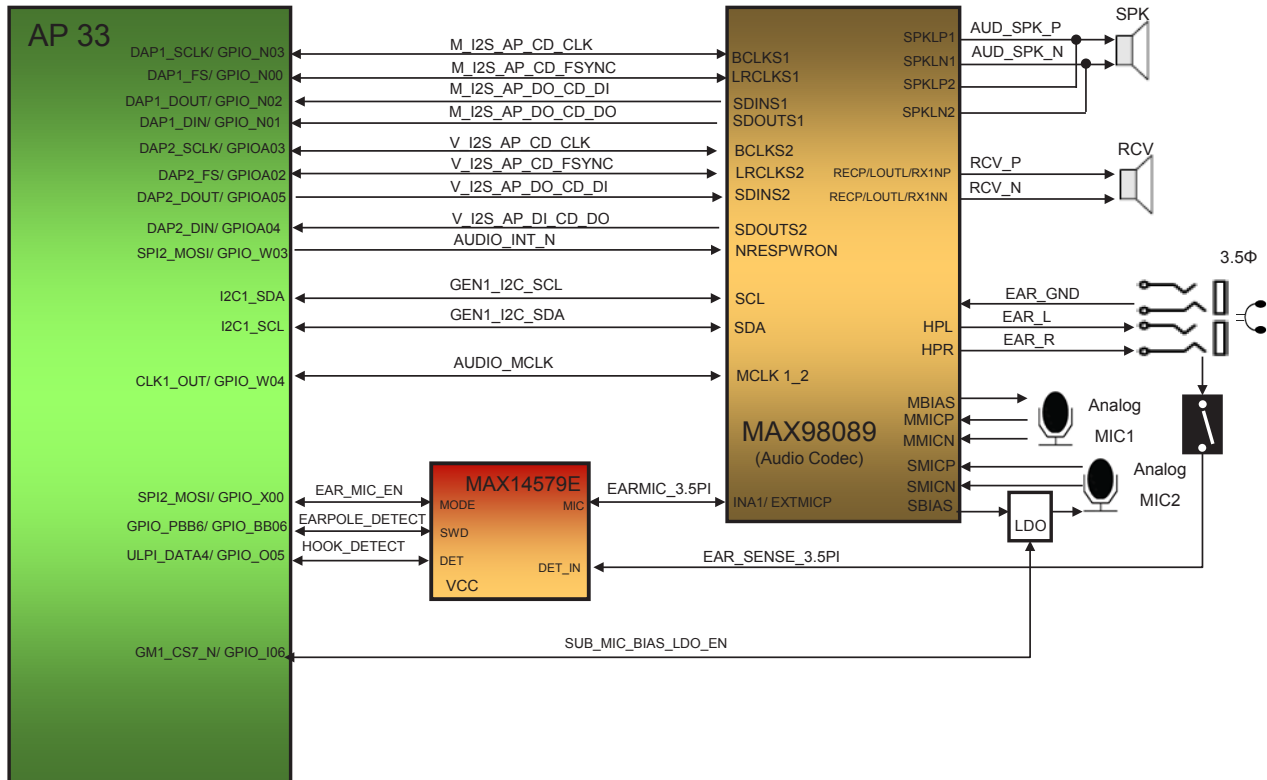 AP 33
DAP1_SCLK/ GPIO_N03
DAP1_FS/ GPIO_N00
DAP1_DOUT/ GPIO_N02
DAP1_DIN/ GPIO_N01
DAP2_SCLK/ GPIOA03
DAP2_FS/ GPIOA02
DAP2_DOUT/ GPIOA05
DAP2_DIN/ GPIOA04
SPI2_MOSI/ GPIO_W03
I2C1_SDA
I2C1_SCL
CLK1_OUT/ GPIO_W04
SPI2_MOSI/ GPIO_X00
GPIO_PBB6/ GPIO_BB06
ULPI_DATA4/ GPIO_O05
GM1_CS7_N/ GPIO_I06
M_I2S_AP_CD_CLK
M_I2S_AP_CD_FSYNC
M_I2S_AP_DO_CD_DI
M_I2S_AP_DO_CD_DO
V_I2S_AP_CD_CLK
V_I2S_AP_CD_FSYNC
V_I2S_AP_DO_CD_DI
V_I2S_AP_DI_CD_DO
AUDIO_INT_N
GEN1_I2C_SCL
GEN1_I2C_SDA
AUDIO_MCLK
EAR_MIC_EN
EARPOLE_DETECT
HOOK_DETECT
MAX14579E
MODE
MIC
SWD
DET
DET_IN
VCC
EARMIC_3.5PI
EAR_SENSE_3.5PI
SUB_MIC_BIAS_LDO_EN
BCLKS1
LRCLKS1
SDINS1
SDOUTS1
BCLKS2
LRCLKS2
SDINS2
SDOUTS2
NRESPWRON
SCL
SDA
MCLK 1_2
MAX98089
(Audio Codec)
INA1/ EXTMICP
SPKLP1
SPKLN1
SPKLP2
SPKLN2
RECP/LOUTL/RX1NP
RECP/LOUTL/RX1NN
HPL
HPR
MBIAS
MMICP
MMICN
SMICP
SMICN
SBIAS
AUD_SPK_P
AUD_SPK_N
SPK
RCV_P
RCV_N
RCV
3.5Φ
EAR_GND
EAR_L
EAR_R
Analog
MIC1
Analog
MIC2
LDO